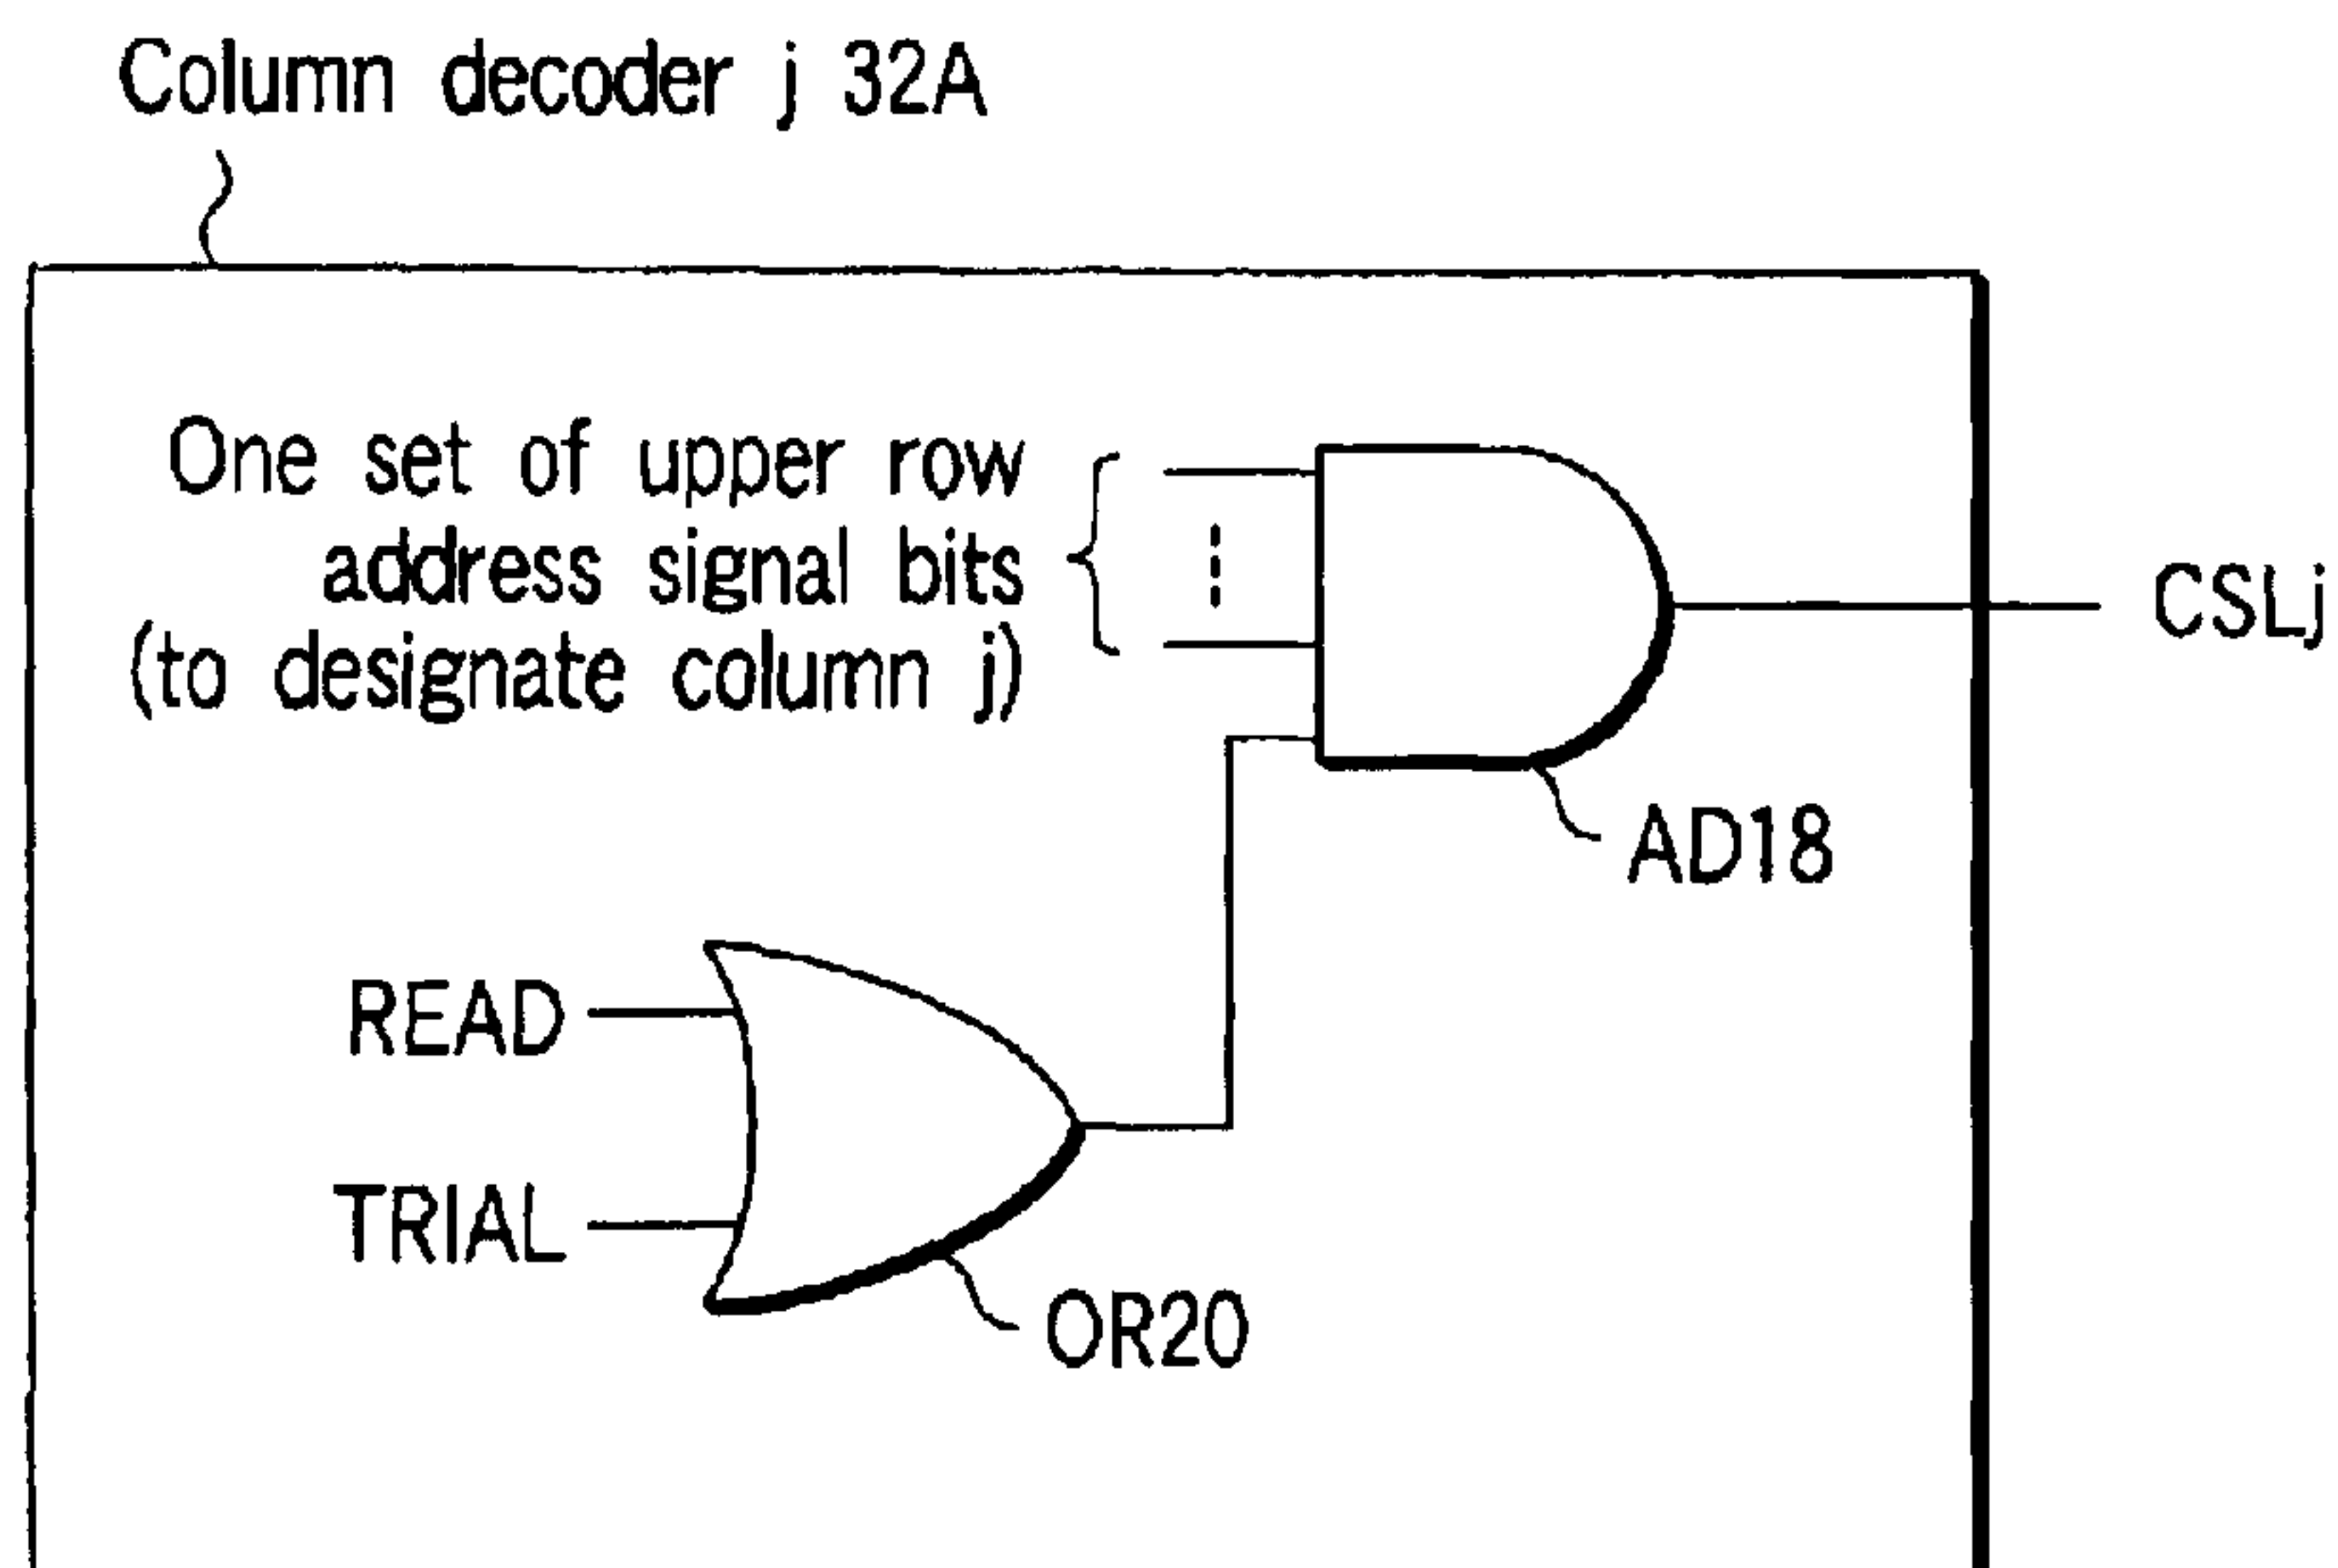 Column decoder j 32A
One set of upper row
address signal bits
(to designate column j)
CSLj
AD18
READ
TRIAL
OR20